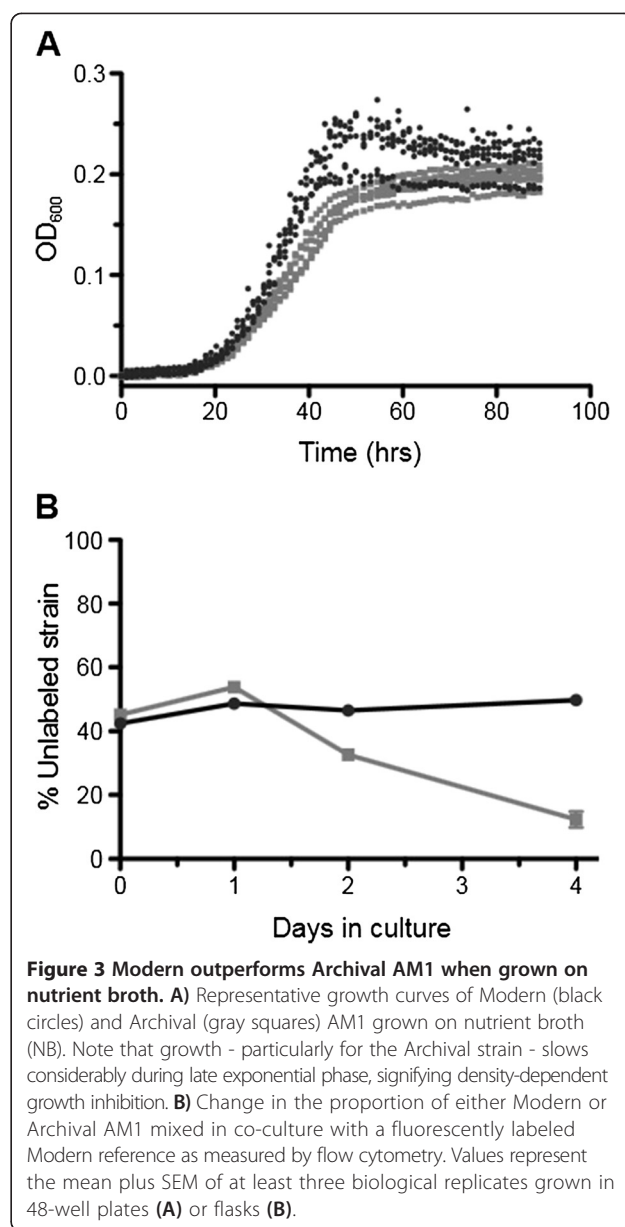 A
0.3
0.2
0.1
0.0
OD600
0 20 40 60 80 100
Time (hrs)
B
100
80
60
40
20
0
% Unlabeled strain
0 1 2 3 4
Days in culture
Figure 3 Modern outperforms Archival AM1 when grown on
nutrient broth. A) Representative growth curves of Modern (black
circles) and Archival (gray squares) AM1 grown on nutrient broth
(NB). Note that growth - particularly for the Archival strain - slows
considerably during late exponential phase, signifying density-dependent
growth inhibition. B) Change in the proportion of either Modern or
Archival AM1 mixed in co-culture with a fluorescently labeled
Modern reference as measured by flow cytometry. Values represent
the mean plus SEM of at least three biological replicates grown in
48-well plates (A) or flasks (B).